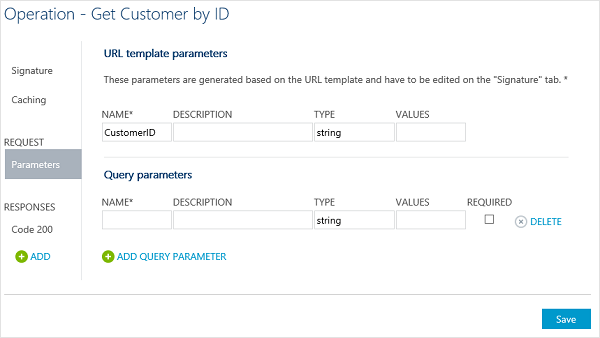 Operation - Get Customer by ID
Signature
Caching
REQUEST
Parameters
RESPONSES
Code 200
ADD
URL template parameters
These parameters are generated based on the URL template and have to be edited on the "Signature" tab. *
NAME* DESCRIPTION TYPE VALUES
CustomerID string
Query parameters
NAME* DESCRIPTION TYPE VALUES REQUIRED
string DELETE
ADD QUERY PARAMETER
Save